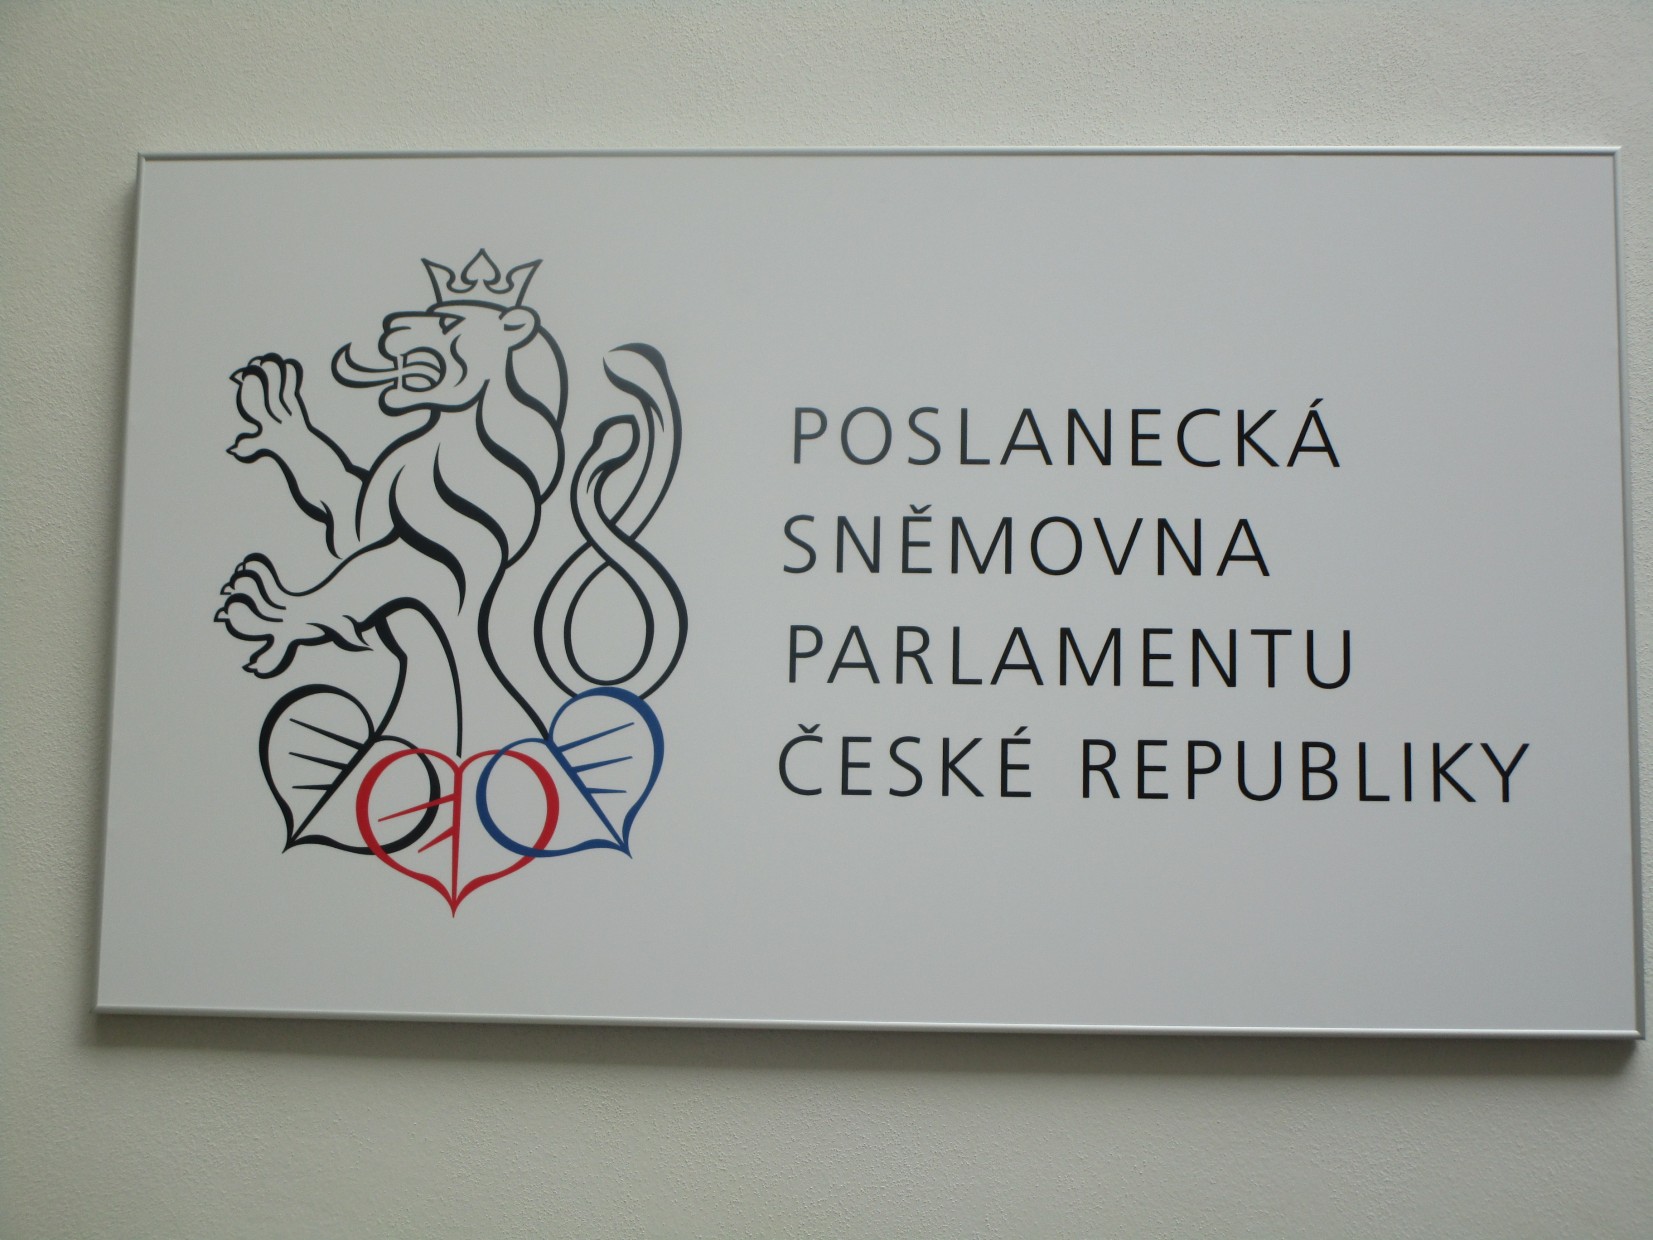 POSLANECKÁ
SNĚMOVNA
PARLAMENTU
ČESKÉ REPUBLIKY